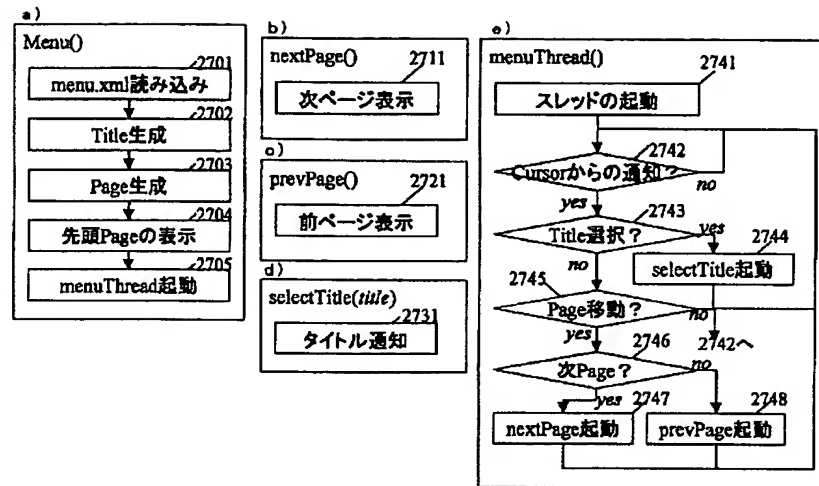 a)
Menu()
2701
menu.xml読み込み
2702
Title生成
2703
Page生成
2704
先頭Pageの表示
2705
menuThread起動
b)
nextPage()
2711
次ページ表示
c)
prevPage()
2721
前ページ表示
d)
selectTitle(title)
2731
タイトル通知
e)
menuThread()
2741
スレッドの起動
2742
Cursorからの通知?
no
yes
2743
Title選択?
yes
2744
no
selectTitle起動
2745
Page移動?
no
yes
2742へ
2746
次Page?
no
yes
2747
2748
nextPage起動
prevPage起動